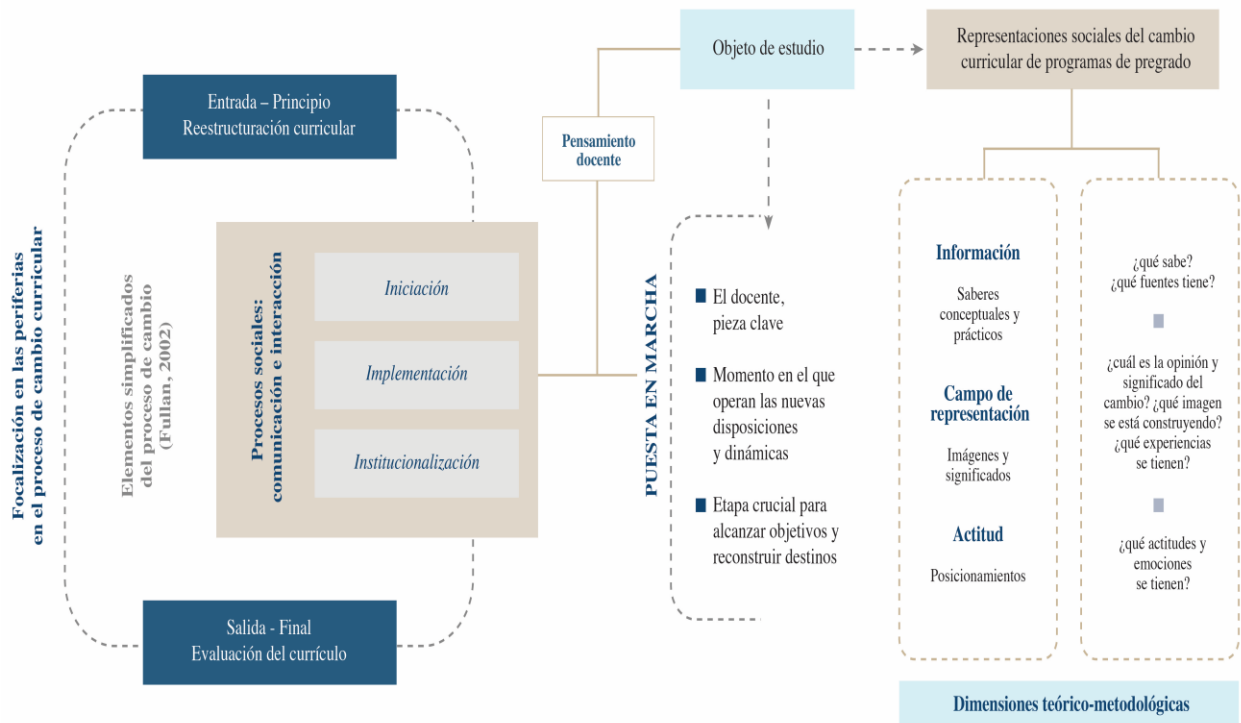 Focalización en las periferias
en el proceso de cambio curricular
Entrada – Principio
Reestructuración curricular
Elementos simplificados
del proceso de cambio
(Fullan, 2002)
Procesos sociales:
comunicación e interacción
Iniciación
Implementación
Institucionalización
Salida - Final
Evaluación del currículo
Pensamiento
docente
Objeto de estudio
PUESTA EN MARCHA
El docente,
pieza clave
Momento en el que
operan las nuevas
disposiciones
y dinámicas
Etapa crucial para
alcanzar objetivos y
reconstruir destinos
Representaciones sociales del cambio
curricular de programas de pregrado
Información
Saberes
conceptuales y
prácticos
Campo de
representación
Imágenes y
significados
Actitud
Posicionamientos
¿qué sabe?
¿qué fuentes tiene?
¿cuál es la opinión y
significado del
cambio? ¿qué imagen
se está construyendo?
¿qué experiencias
se tienen?
¿qué actitudes y
emociones
se tienen?
Dimensiones teórico-metodológicas